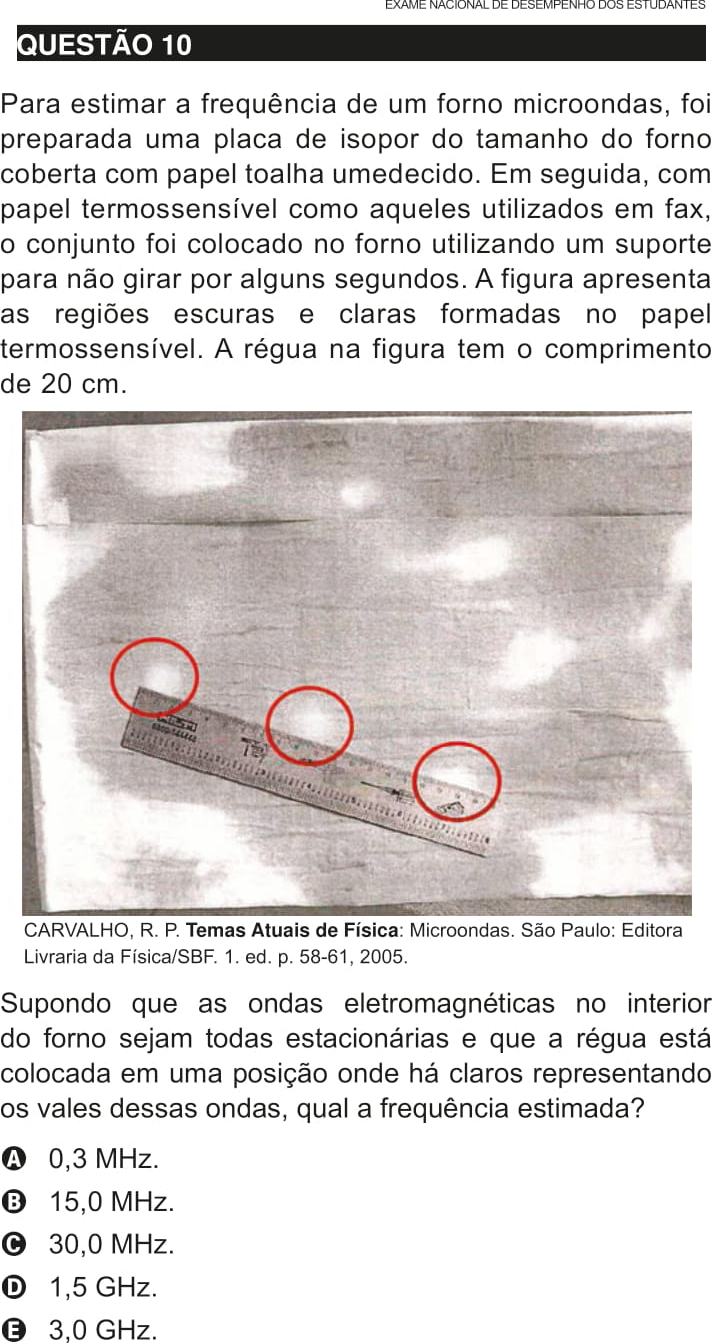 EXAME NACIONAL DE DESEMPENHO DOS ESTUDANTES
QUESTÃO 10
Para estimar a frequência de um forno microondas, foi
preparada uma placa de isopor do tamanho do forno
coberta com papel toalha umedecido. Em seguida, com
papel termossensível como aqueles utilizados em fax,
o conjunto foi colocado no forno utilizando um suporte
para não girar por alguns segundos. A figura apresenta
as regiões escuras e claras formadas no papel
termossensível. A régua na figura tem o comprimento
de 20 cm.
CARVALHO, R. P. Temas Atuais de Física: Microondas. São Paulo: Editora
Livraria da Física/SBF. 1. ed. p. 58-61, 2005.
Supondo que as ondas eletromagnéticas no interior
do forno sejam todas estacionárias e que a régua está
colocada em uma posição onde há claros representando
os vales dessas ondas, qual a frequência estimada?
A 0,3 MHz.
B 15,0 MHz.
C 30,0 MHz.
D 1,5 GHz.
E 3,0 GHz.